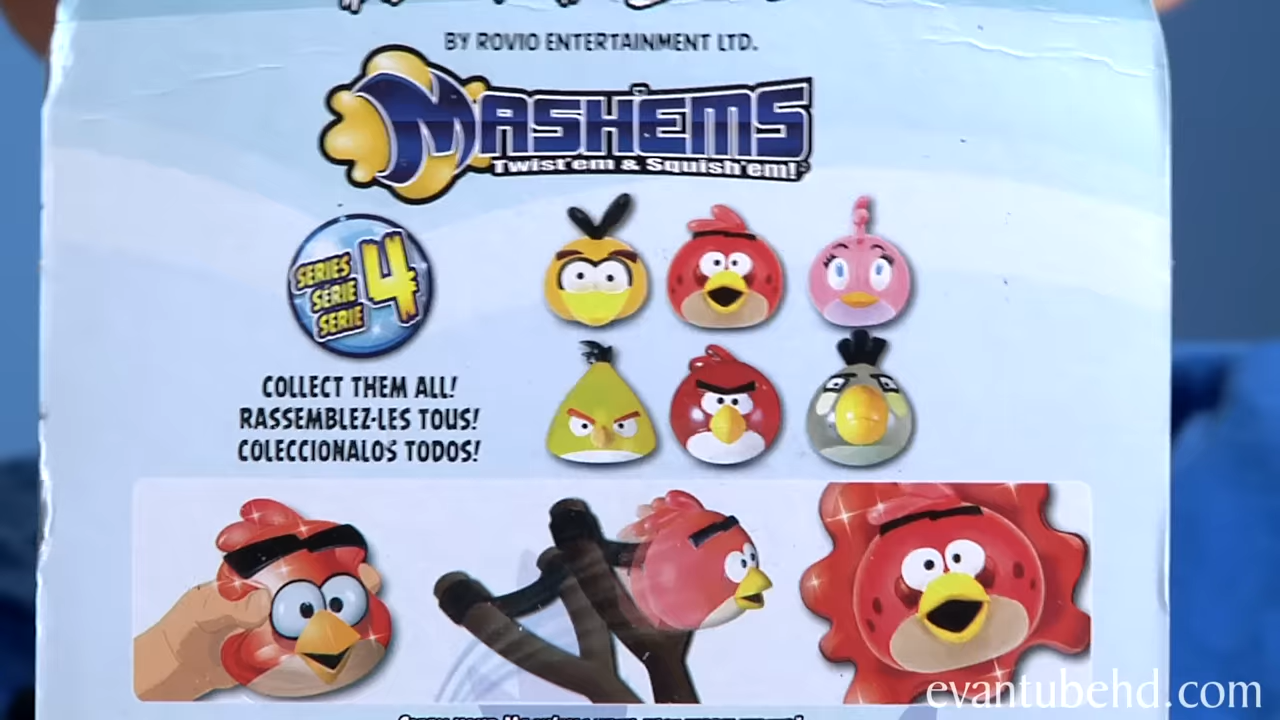 BY ROVIO ENTERTAINMENT LTD.
MASH'EMS
Twist'em & Squish'em!
SERIES
SÉRIE
SERIE
4
COLLECT THEM ALL!
RASSEMBLEZ-LES TOUS!
COLECCIONALOS TODOS!
evantubehd.com